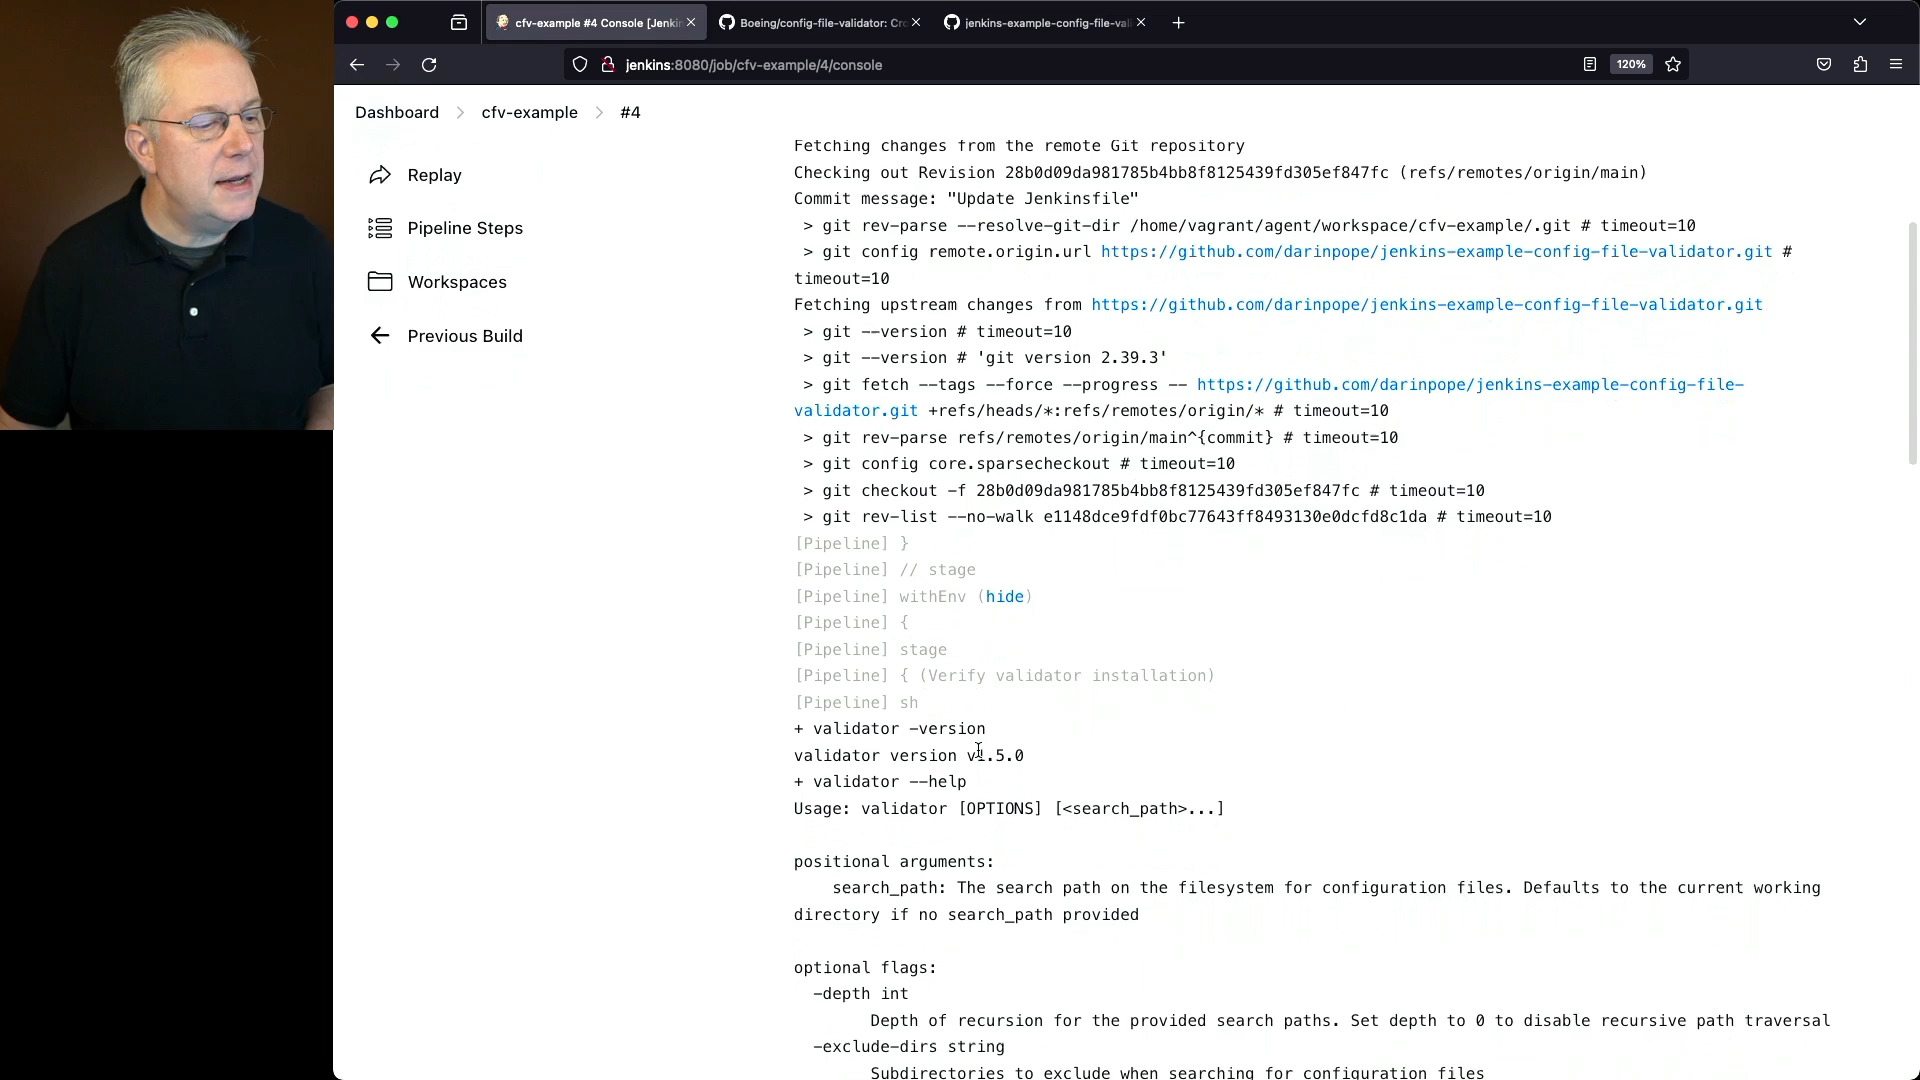 cfv-example #4 Console [Jenki
Boeing/config-file-validator: Cr
jenkins-example-config-file-val
jenkins:8080/job/cfv-example/4/console
120%
Dashboard
cfv-example
#4
Replay
Pipeline Steps
Workspaces
Previous Build
Fetching changes from the remote Git repository
Checking out Revision 28b0d09da981785b4bb8f8125439fd305ef847fc (refs/remotes/origin/main)
Commit message: "Update Jenkinsfile"
> git rev-parse --resolve-git-dir /home/vagrant/agent/workspace/cfv-example/.git # timeout=10
> git config remote.origin.url https://github.com/darinpope/jenkins-example-config-file-validator.git #
timeout=10
Fetching upstream changes from https://github.com/darinpope/jenkins-example-config-file-validator.git
> git --version # timeout=10
> git --version # 'git version 2.39.3'
> git fetch --tags --force --progress -- https://github.com/darinpope/jenkins-example-config-file-
validator.git +refs/heads/*:refs/remotes/origin/* # timeout=10
> git rev-parse refs/remotes/origin/main^{commit} # timeout=10
> git config core.sparsecheckout # timeout=10
> git checkout -f 28b0d09da981785b4bb8f8125439fd305ef847fc # timeout=10
> git rev-list --no-walk e1148dce9fdf0bc77643ff8493130e0dcfd8c1da # timeout=10
[Pipeline] }
[Pipeline] // stage
[Pipeline] withEnv (hide)
[Pipeline] {
[Pipeline] stage
[Pipeline] { (Verify validator installation)
[Pipeline] sh
+ validator -version
validator version v1.5.0
+ validator --help
Usage: validator [OPTIONS] [<search_path>...]
positional arguments:
search_path: The search path on the filesystem for configuration files. Defaults to the current working
directory if no search_path provided
optional flags:
-depth int
Depth of recursion for the provided search paths. Set depth to 0 to disable recursive path traversal
-exclude-dirs string
Subdirectories to exclude when searching for configuration files